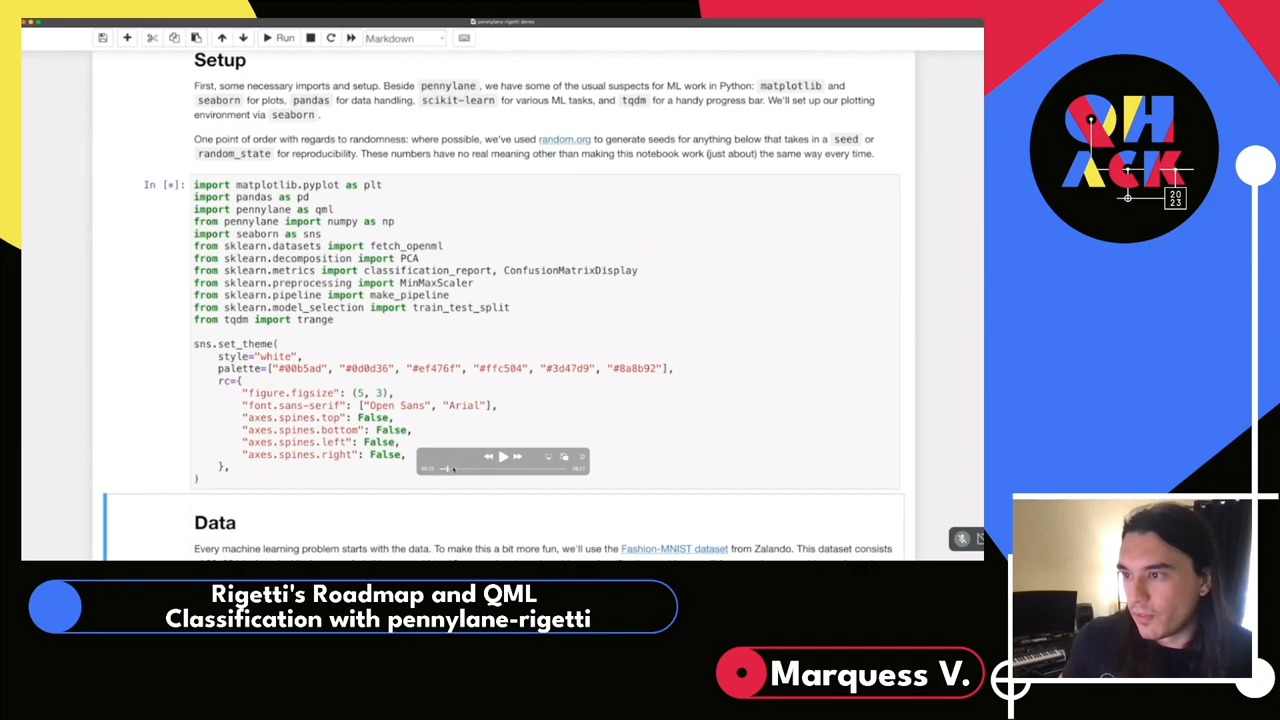 pennylane rigetti demo
Run
Markdown
Setup
First, some necessary imports and setup. Beside pennylane , we have some of the usual suspects for ML work in Python: matplotlib and
seaborn for plots, pandas for data handling, scikit-learn for various ML tasks, and tqdm for a handy progress bar. We'll set up our plotting
environment via seaborn .
One point of order with regards to randomness: where possible, we've used random.org to generate seeds for anything below that takes in a seed or
random_state for reproducibility. These numbers have no real meaning other than making this notebook work (just about) the same way every time.
In [*]:
import matplotlib.pyplot as plt
import pandas as pd
import pennylane as qml
from pennylane import numpy as np
import seaborn as sns
from sklearn.datasets import fetch_openml
from sklearn.decomposition import PCA
from sklearn.metrics import classification_report, ConfusionMatrixDisplay
from sklearn.preprocessing import MinMaxScaler
from sklearn.pipeline import make_pipeline
from sklearn.model_selection import train_test_split
from tqdm import trange
sns.set_theme(
style="white",
palette=["#00b5ad", "#0d0d36", "#ef476f", "#ffc504", "#3d47d9", "#8a8b92"],
rc={
"figure.figsize": (5, 3),
"font.sans-serif": ["Open Sans", "Arial"],
"axes.spines.top": False,
"axes.spines.bottom": False,
"axes.spines.left": False,
"axes.spines.right": False,
},
)
Data
Every machine learning problem starts with the data. To make this a bit more fun, we'll use the Fashion-MNIST dataset from Zalando. This dataset consists
QH
ACK
20
23
Rigetti's Roadmap and QML
Classification with pennylane-rigetti
Marquess V.